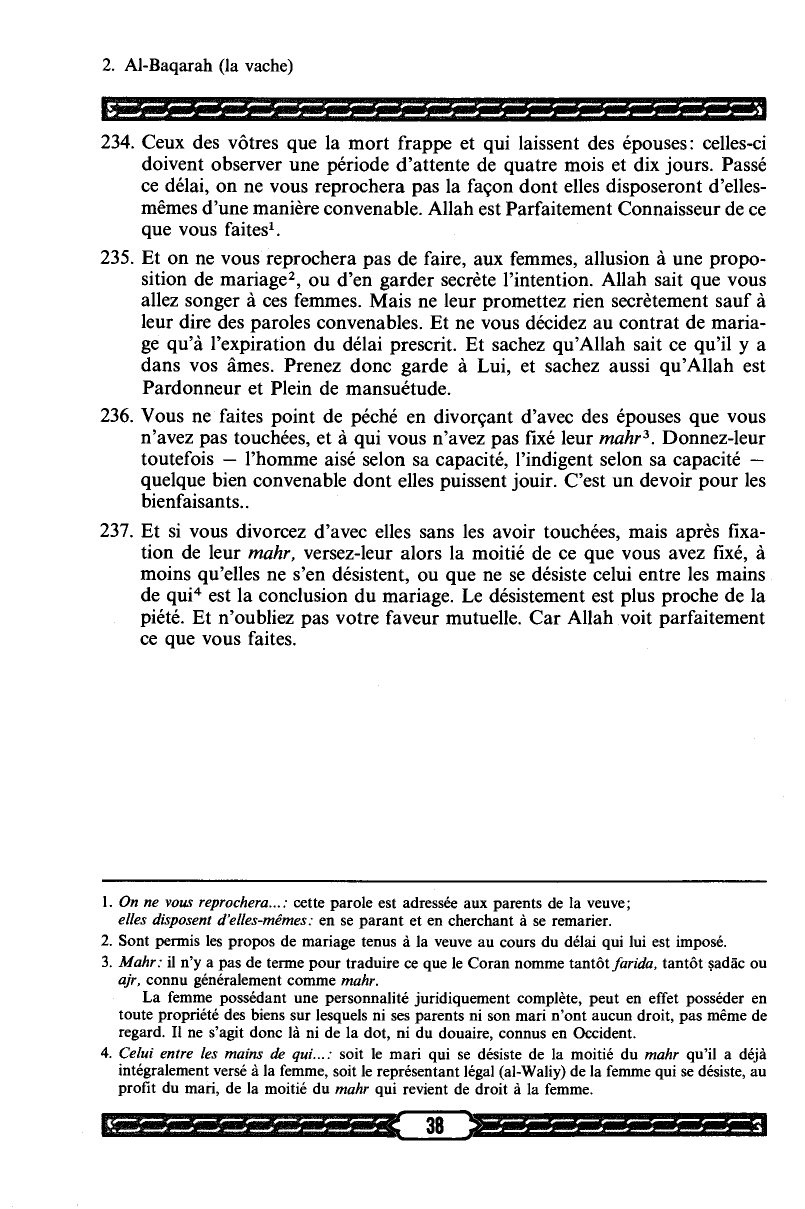 2. Al-Baqarah (la vache)
234. Ceux des vôtres que la mort frappe et qui laissent des épouses: celles-ci
doivent observer une période d'attente de quatre mois et dix jours. Passé
ce délai, on ne vous reprochera pas la façon dont elles disposeront d'elles-
mêmes d'une manière convenable. Allah est Parfaitement Connaisseur de ce
que vous faites¹.
235. Et on ne vous reprochera pas de faire, aux femmes, allusion à une propo-
sition de mariage², ou d'en garder secrète l'intention. Allah sait que vous
allez songer à ces femmes. Mais ne leur promettez rien secrètement sauf à
leur dire des paroles convenables. Et ne vous décidez au contrat de maria-
ge qu'à l'expiration du délai prescrit. Et sachez qu'Allah sait ce qu'il y a
dans vos âmes. Prenez donc garde à Lui, et sachez aussi qu'Allah est
Pardonneur et Plein de mansuétude.
236. Vous ne faites point de péché en divorçant d'avec des épouses que vous
n'avez pas touchées, et à qui vous n'avez pas fixé leur mahr³. Donnez-leur
toutefois — l'homme aisé selon sa capacité, l'indigent selon sa capacité —
quelque bien convenable dont elles puissent jouir. C'est un devoir pour les
bienfaisants..
237. Et si vous divorcez d'avec elles sans les avoir touchées, mais après fixa-
tion de leur mahr, versez-leur alors la moitié de ce que vous avez fixé, à
moins qu'elles ne s'en désistent, ou que ne se désiste celui entre les mains
de qui⁴ est la conclusion du mariage. Le désistement est plus proche de la
piété. Et n'oubliez pas votre faveur mutuelle. Car Allah voit parfaitement
ce que vous faites.
1. On ne vous reprochera...: cette parole est adressée aux parents de la veuve;
elles disposent d'elles-mêmes: en se parant et en cherchant à se remarier.
2. Sont permis les propos de mariage tenus à la veuve au cours du délai qui lui est imposé.
3. Mahr: il n'y a pas de terme pour traduire ce que le Coran nomme tantôt farida, tantôt ṣadāc ou
ajr, connu généralement comme mahr.
La femme possédant une personnalité juridiquement complète, peut en effet posséder en
toute propriété des biens sur lesquels ni ses parents ni son mari n'ont aucun droit, pas même de
regard. Il ne s'agit donc là ni de la dot, ni du douaire, connus en Occident.
4. Celui entre les mains de qui...: soit le mari qui se désiste de la moitié du mahr qu'il a déjà
intégralement versé à la femme, soit le représentant légal (al-Waliy) de la femme qui se désiste, au
profit du mari, de la moitié du mahr qui revient de droit à la femme.
38